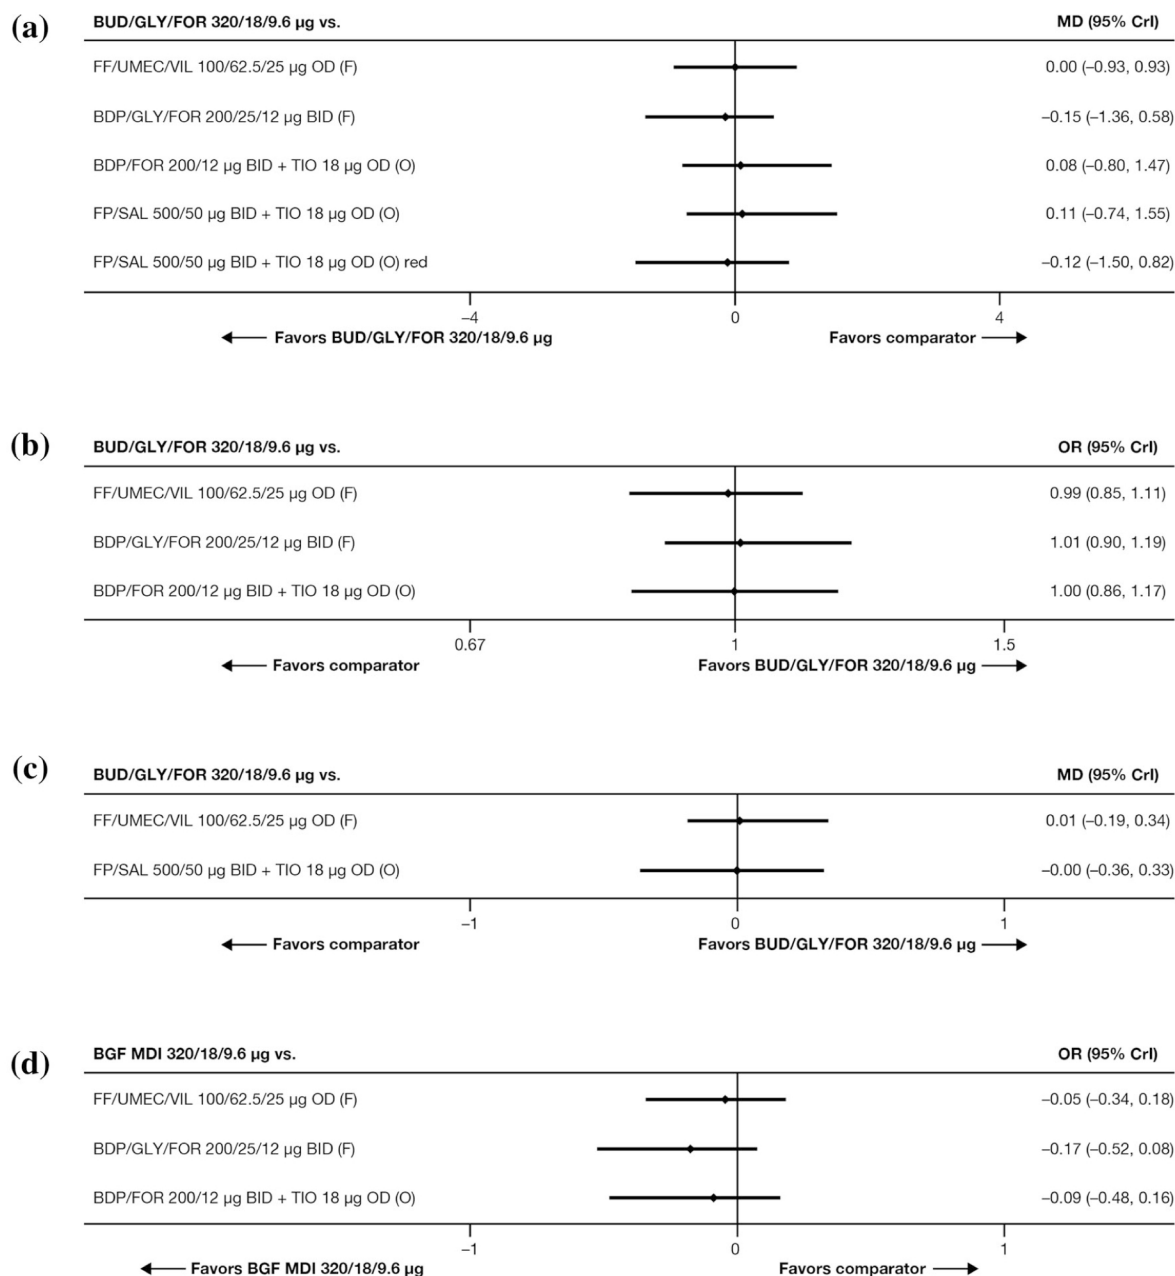 (a)
BUD/GLY/FOR 320/18/9.6 µg vs. MD (95% CrI)
FF/UMEC/VIL 100/62.5/25 µg OD (F) 0.00 (–0.93, 0.93)
BDP/GLY/FOR 200/25/12 µg BID (F) –0.15 (–1.36, 0.58)
BDP/FOR 200/12 µg BID + TIO 18 µg OD (O) 0.08 (–0.80, 1.47)
FP/SAL 500/50 µg BID + TIO 18 µg OD (O) 0.11 (–0.74, 1.55)
FP/SAL 500/50 µg BID + TIO 18 µg OD (O) red –0.12 (–1.50, 0.82)
–4 0 4
Favors BUD/GLY/FOR 320/18/9.6 µg Favors comparator
(b)
BUD/GLY/FOR 320/18/9.6 µg vs. OR (95% CrI)
FF/UMEC/VIL 100/62.5/25 µg OD (F) 0.99 (0.85, 1.11)
BDP/GLY/FOR 200/25/12 µg BID (F) 1.01 (0.90, 1.19)
BDP/FOR 200/12 µg BID + TIO 18 µg OD (O) 1.00 (0.86, 1.17)
0.67 1 1.5
Favors comparator Favors BUD/GLY/FOR 320/18/9.6 µg
(c)
BUD/GLY/FOR 320/18/9.6 µg vs. MD (95% CrI)
FF/UMEC/VIL 100/62.5/25 µg OD (F) 0.01 (–0.19, 0.34)
FP/SAL 500/50 µg BID + TIO 18 µg OD (O) –0.00 (–0.36, 0.33)
–1 0 1
Favors comparator Favors BUD/GLY/FOR 320/18/9.6 µg
(d)
BGF MDI 320/18/9.6 µg vs. OR (95% CrI)
FF/UMEC/VIL 100/62.5/25 µg OD (F) –0.05 (–0.34, 0.18)
BDP/GLY/FOR 200/25/12 µg BID (F) –0.17 (–0.52, 0.08)
BDP/FOR 200/12 µg BID + TIO 18 µg OD (O) –0.09 (–0.48, 0.16)
–1 0 1
Favors BGF MDI 320/18/9.6 µg Favors comparator